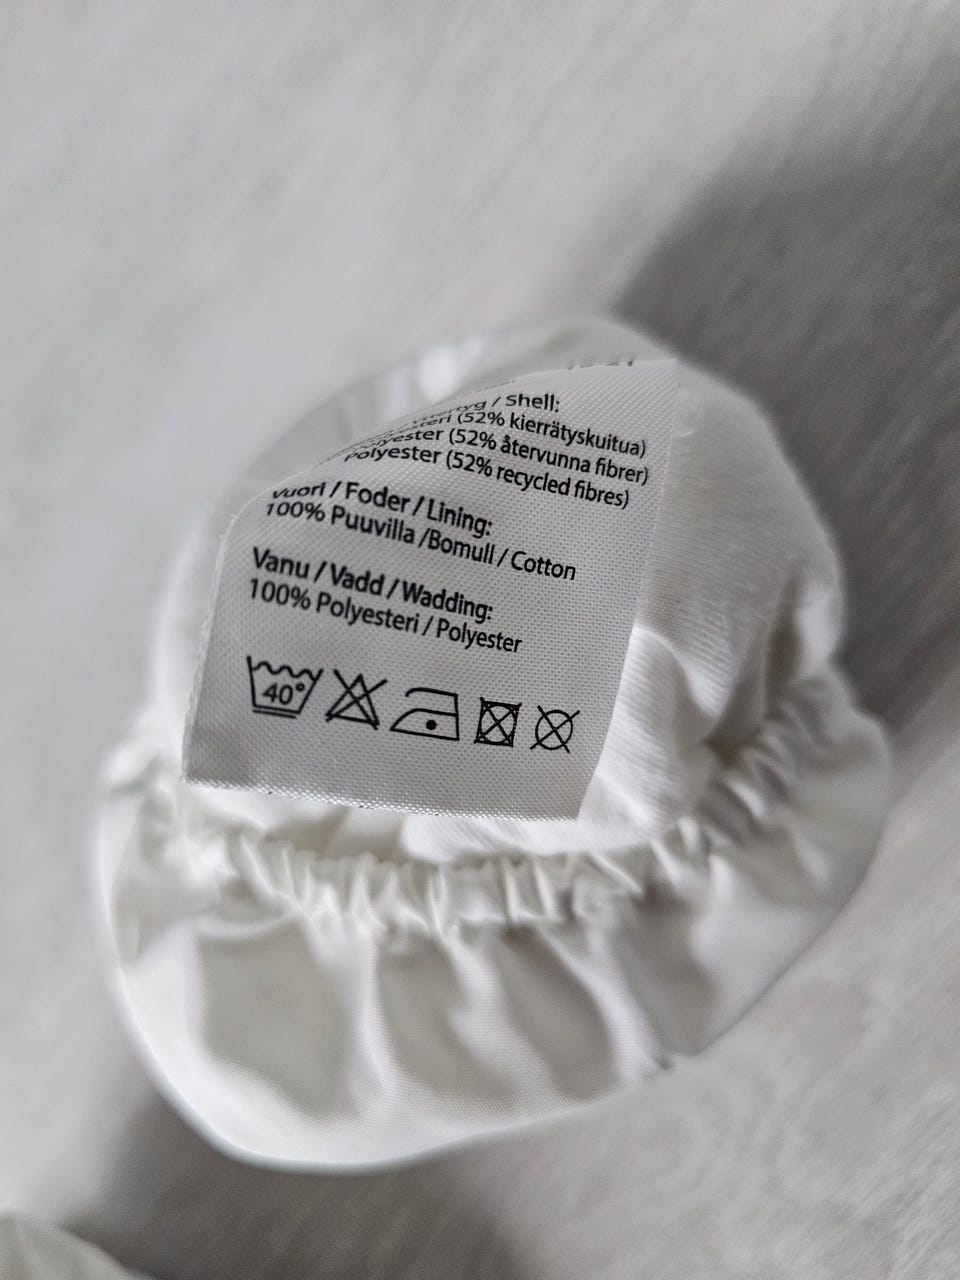 / Shell:
(52% kierrätyskuitua)
Polyester (52% återvunna fibrer)
Polyester (52% recycled fibres)
Vuori / Foder / Lining:
100% Puuvilla /Bomull / Cotton
Vanu / Vadd / Wadding:
100% Polyesteri / Polyester
40°